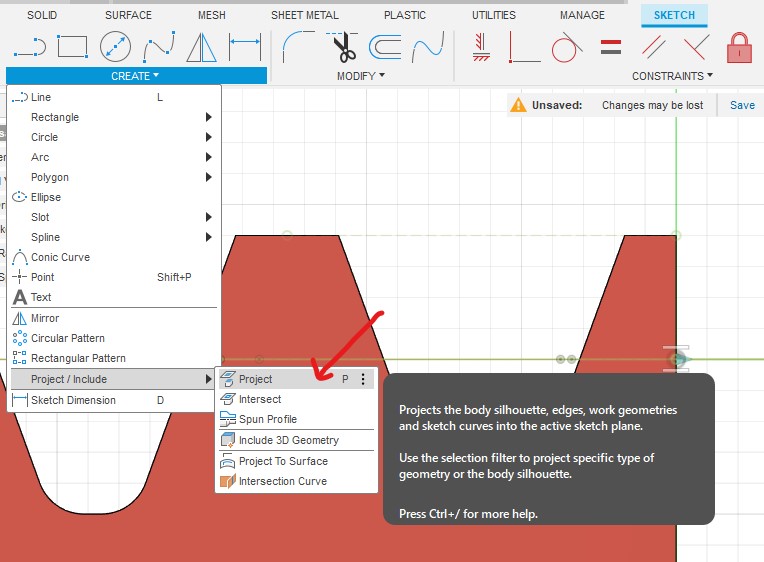 SOLID SURFACE MESH SHEET METAL PLASTIC UTILITIES MANAGE SKETCH
CREATE ▾ MODIFY ▾ CONSTRAINTS ▾
Unsaved: Changes may be lost Save
Line L
Rectangle
Circle
Arc
Polygon
Ellipse
Slot
Spline
Conic Curve
Point Shift+P
Text
Mirror
Circular Pattern
Rectangular Pattern
Project / Include
Sketch Dimension D
Project P
Intersect
Spun Profile
Include 3D Geometry
Project To Surface
Intersection Curve
Projects the body silhouette, edges, work geometries
and sketch curves into the active sketch plane.
Use the selection filter to project specific type of
geometry or the body silhouette.
Press Ctrl+/ for more help.